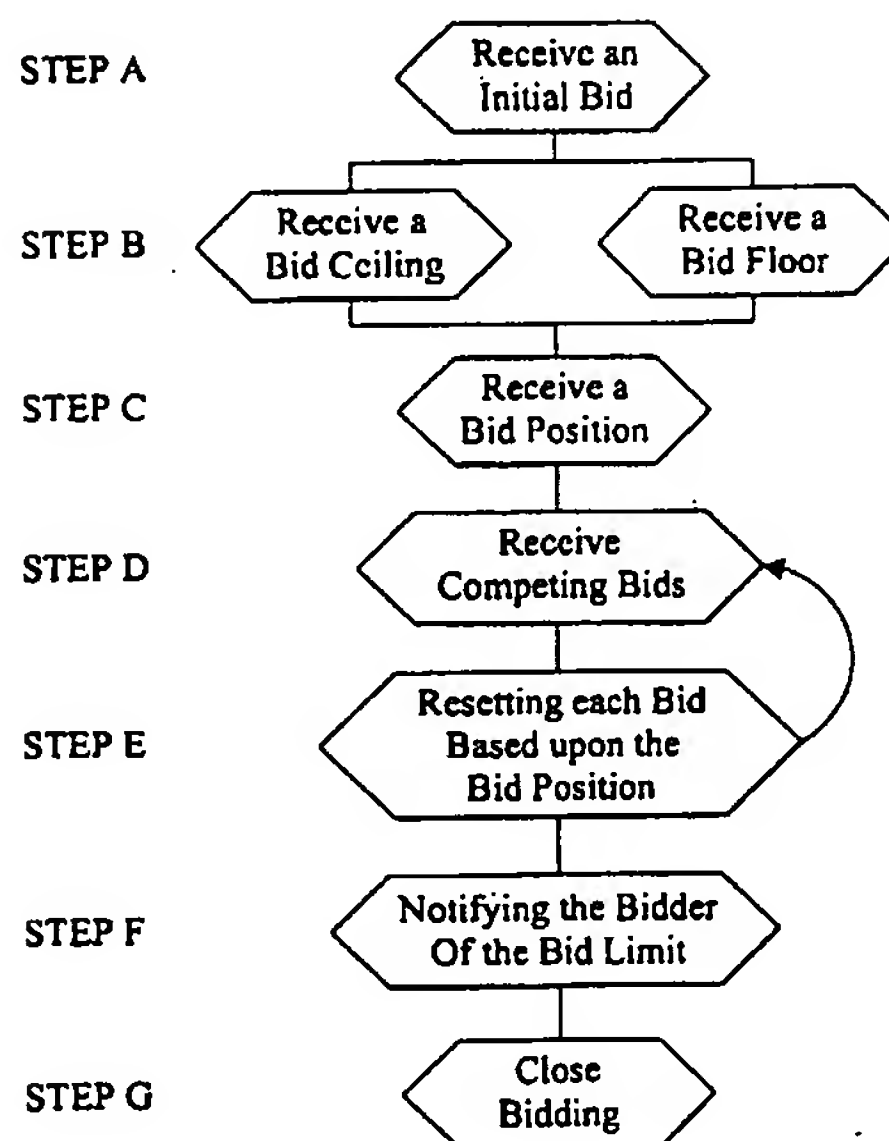 STEP A
Receive an
Initial Bid
STEP B
Receive a
Bid Ceiling
Receive a
Bid Floor
STEP C
Receive a
Bid Position
STEP D
Receive
Competing Bids
STEP E
Resetting each Bid
Based upon the
Bid Position
STEP F
Notifying the Bidder
Of the Bid Limit
STEP G
Close
Bidding